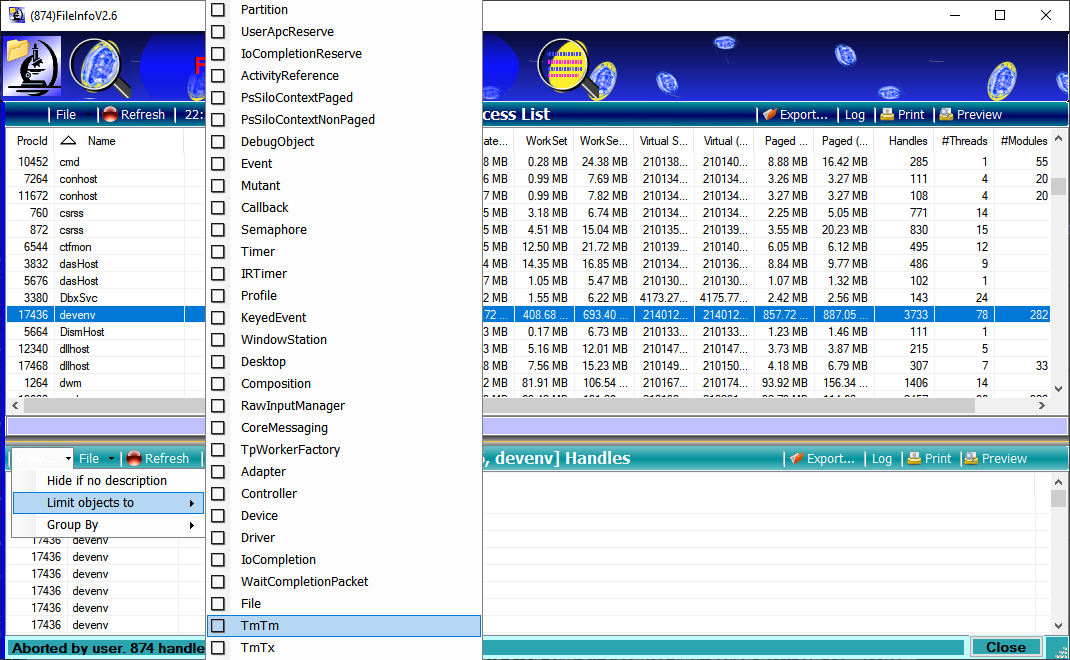 (874)FileInfoV2.6
File Refresh 22: cess List Export... Log Print Preview
ProcId Name ate... WorkSet WorkSe... Virtual S... Virtual (... Paged ... Paged (... Handles #Threads #Modules
10452 cmd 8 MB 0.28 MB 24.38 MB 210138... 210140... 8.88 MB 16.42 MB 285 1 55
7264 conhost 6 MB 0.99 MB 7.69 MB 210134... 210134... 3.26 MB 3.27 MB 111 4 20
11672 conhost 7 MB 0.99 MB 7.82 MB 210134... 210134... 3.27 MB 3.27 MB 108 4 20
760 csrss 5 MB 3.18 MB 6.74 MB 210134... 210134... 2.25 MB 5.05 MB 771 14
872 csrss 5 MB 4.51 MB 15.04 MB 210135... 210139... 3.55 MB 20.23 MB 830 15
6544 ctfmon 5 MB 12.50 MB 21.72 MB 210139... 210140... 6.05 MB 6.12 MB 495 12
3832 dasHost 4 MB 14.35 MB 16.85 MB 210134... 210136... 8.84 MB 9.77 MB 486 9
5676 dasHost 7 MB 1.05 MB 5.47 MB 210130... 210130... 1.07 MB 1.32 MB 102 1
3380 DbxSvc 2 MB 1.55 MB 6.22 MB 4173.27... 4175.77... 2.42 MB 2.56 MB 143 24
17436 devenv 72 ... 408.68 ... 693.40 ... 214012... 214012... 857.72 ... 887.05 ... 3733 78 282
5664 DismHost 3 MB 0.17 MB 6.73 MB 210133... 210133... 1.23 MB 1.46 MB 111 1
12340 dllhost 3 MB 5.16 MB 12.01 MB 210147... 210147... 3.73 MB 3.87 MB 215 5
17468 dllhost 8 MB 7.56 MB 15.23 MB 210149... 210150... 4.18 MB 6.79 MB 307 7 33
1264 dwm 2 MB 81.91 MB 106.54 ... 210167... 210174... 93.92 MB 156.34 ... 1406 14
File Refresh , devenv] Handles Export... Log Print Preview
Hide if no description
Limit objects to
Group By
17436 devenv
17436 devenv
17436 devenv
17436 devenv
17436 devenv
17436 devenv
Aborted by user. 874 handle
Close
Partition
UserApcReserve
IoCompletionReserve
ActivityReference
PsSiloContextPaged
PsSiloContextNonPaged
DebugObject
Event
Mutant
Callback
Semaphore
Timer
IRTimer
Profile
KeyedEvent
WindowStation
Desktop
Composition
RawInputManager
CoreMessaging
TpWorkerFactory
Adapter
Controller
Device
Driver
IoCompletion
WaitCompletionPacket
File
TmTm
TmTx